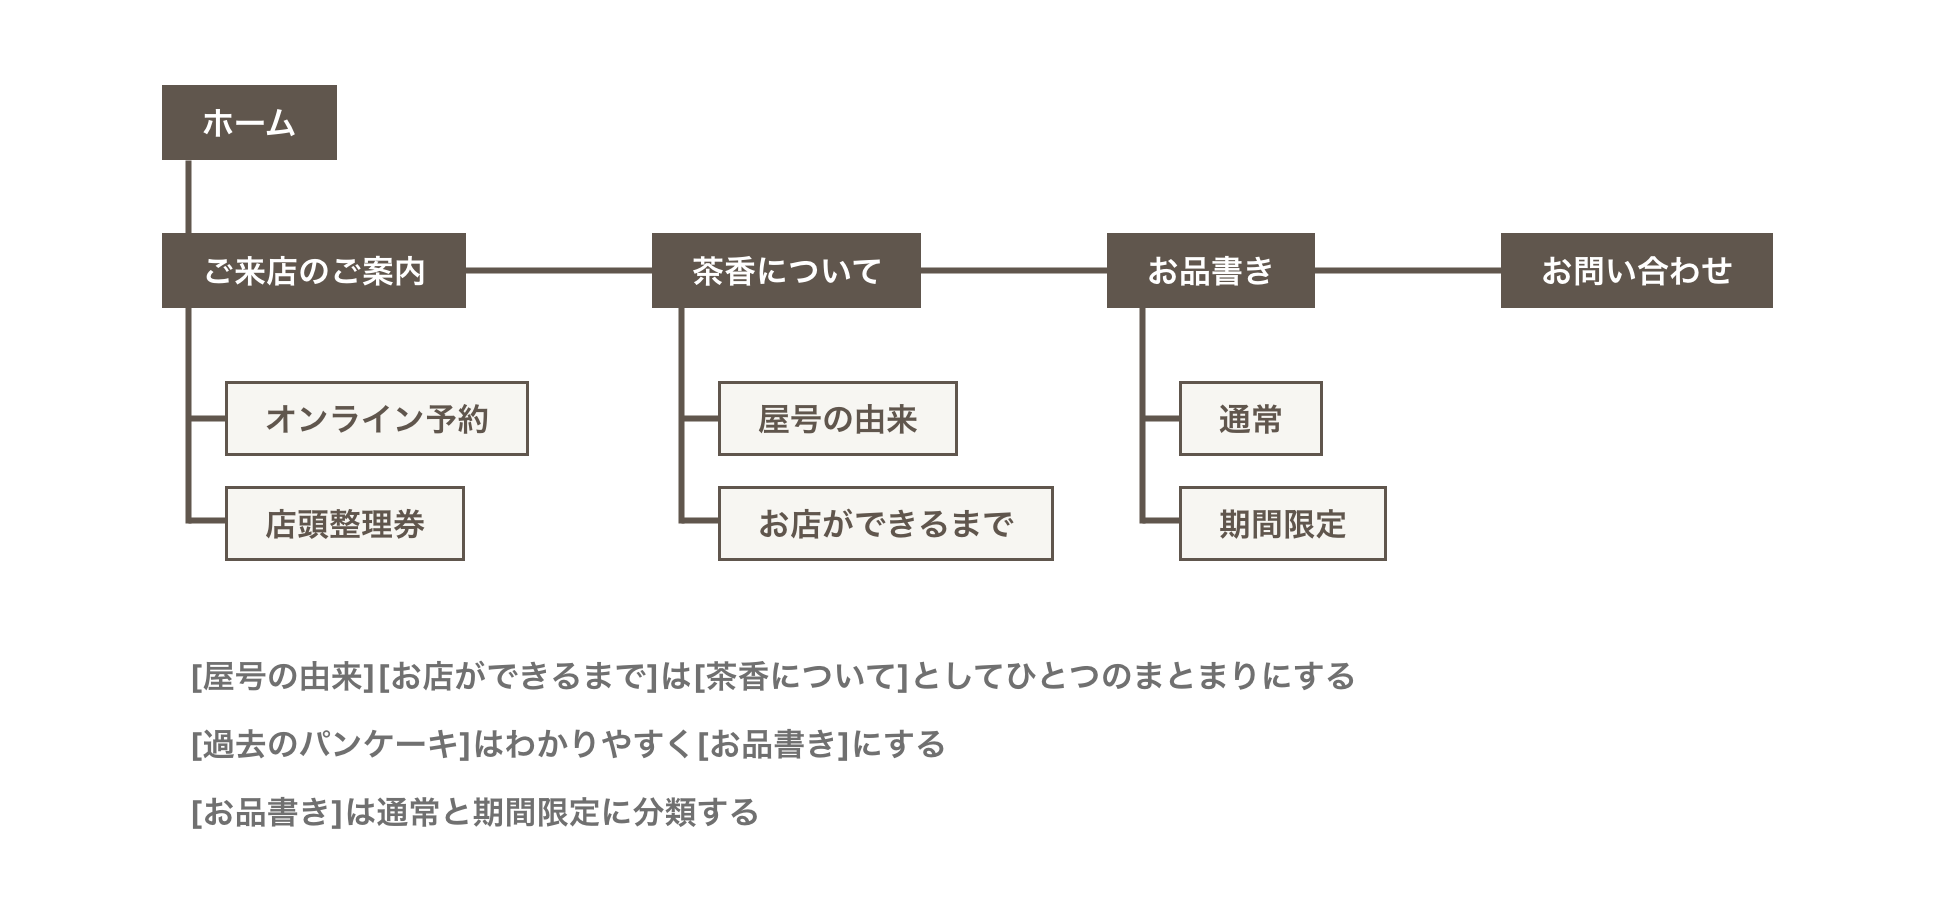 ホーム
ご来店のご案内
茶香について
お品書き
お問い合わせ
オンライン予約
屋号の由来
通常
店頭整理券
お店ができるまで
期間限定
[屋号の由来][お店ができるまで]は[茶香について]としてひとつのまとまりにする
[過去のパンケーキ]はわかりやすく[お品書き]にする
[お品書き]は通常と期間限定に分類する